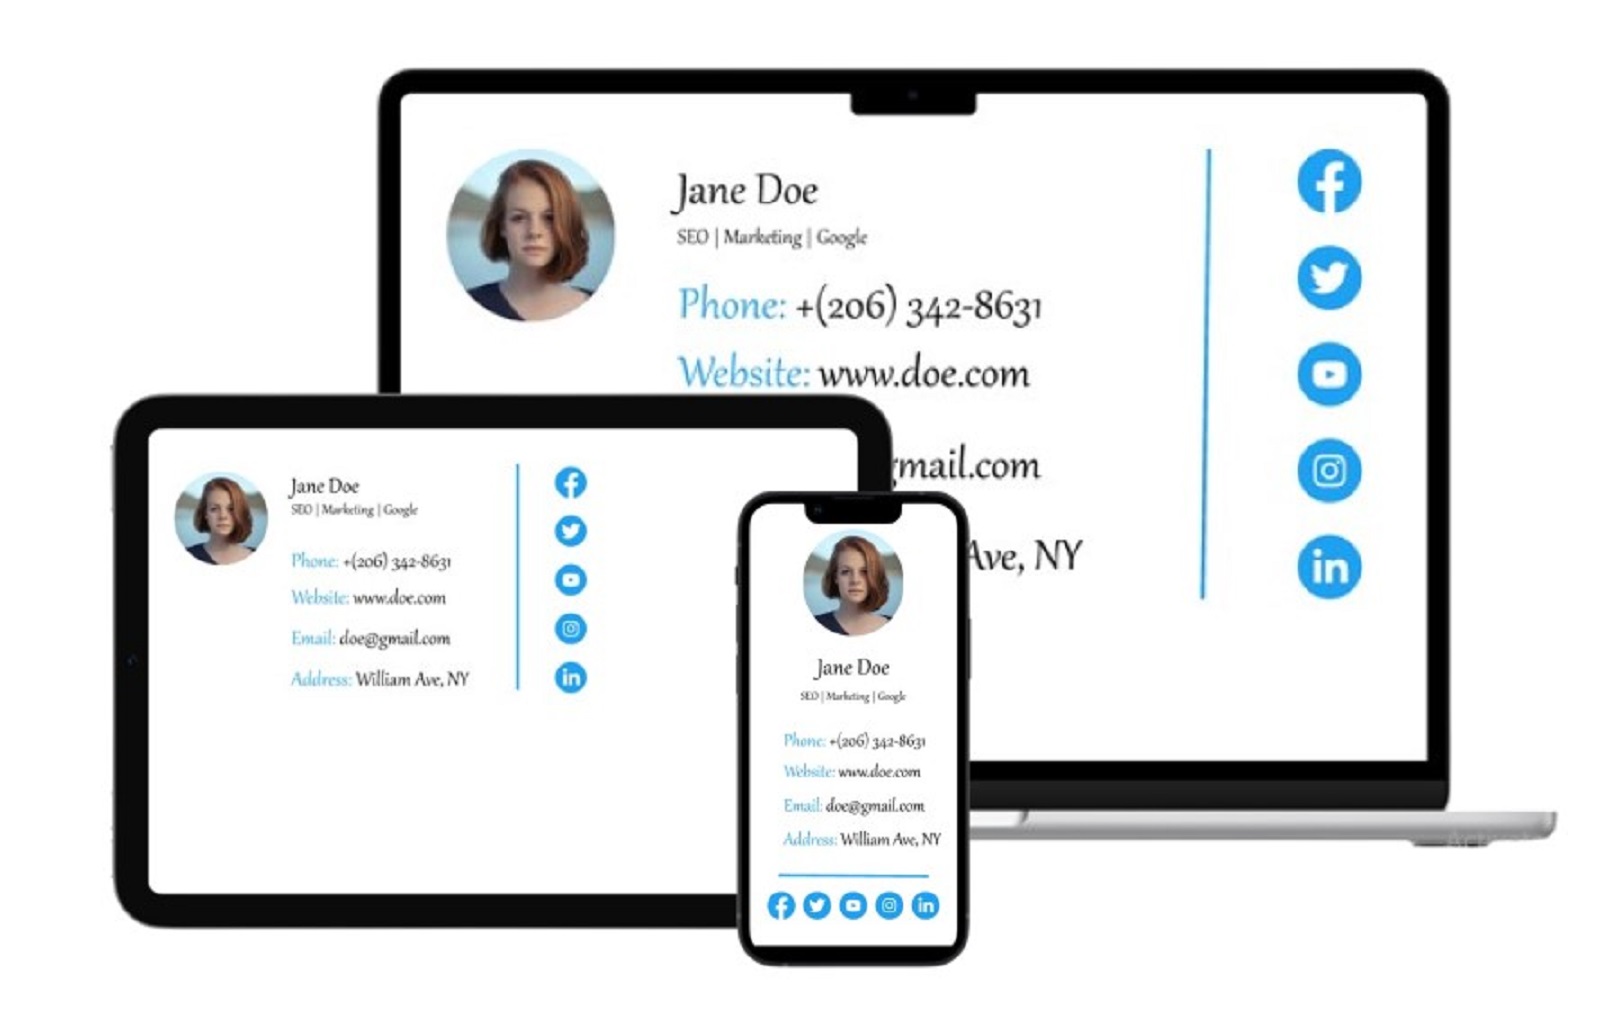 Jane Doe
SEO | Marketing | Google
Phone: +(206) 342-8631
Website: www.doe.com
gmail.com
Ave, NY
Jane Doe
SEO | Marketing | Google
Phone: +(206) 342-8631
Website: www.doe.com
Email: doe@gmail.com
Address: William Ave, NY
in
Jane Doe
SEO | Marketing | Google
Phone: +(206) 342-8631
Website: www.doe.com
Email: doe@gmail.com
Address: William Ave, NY